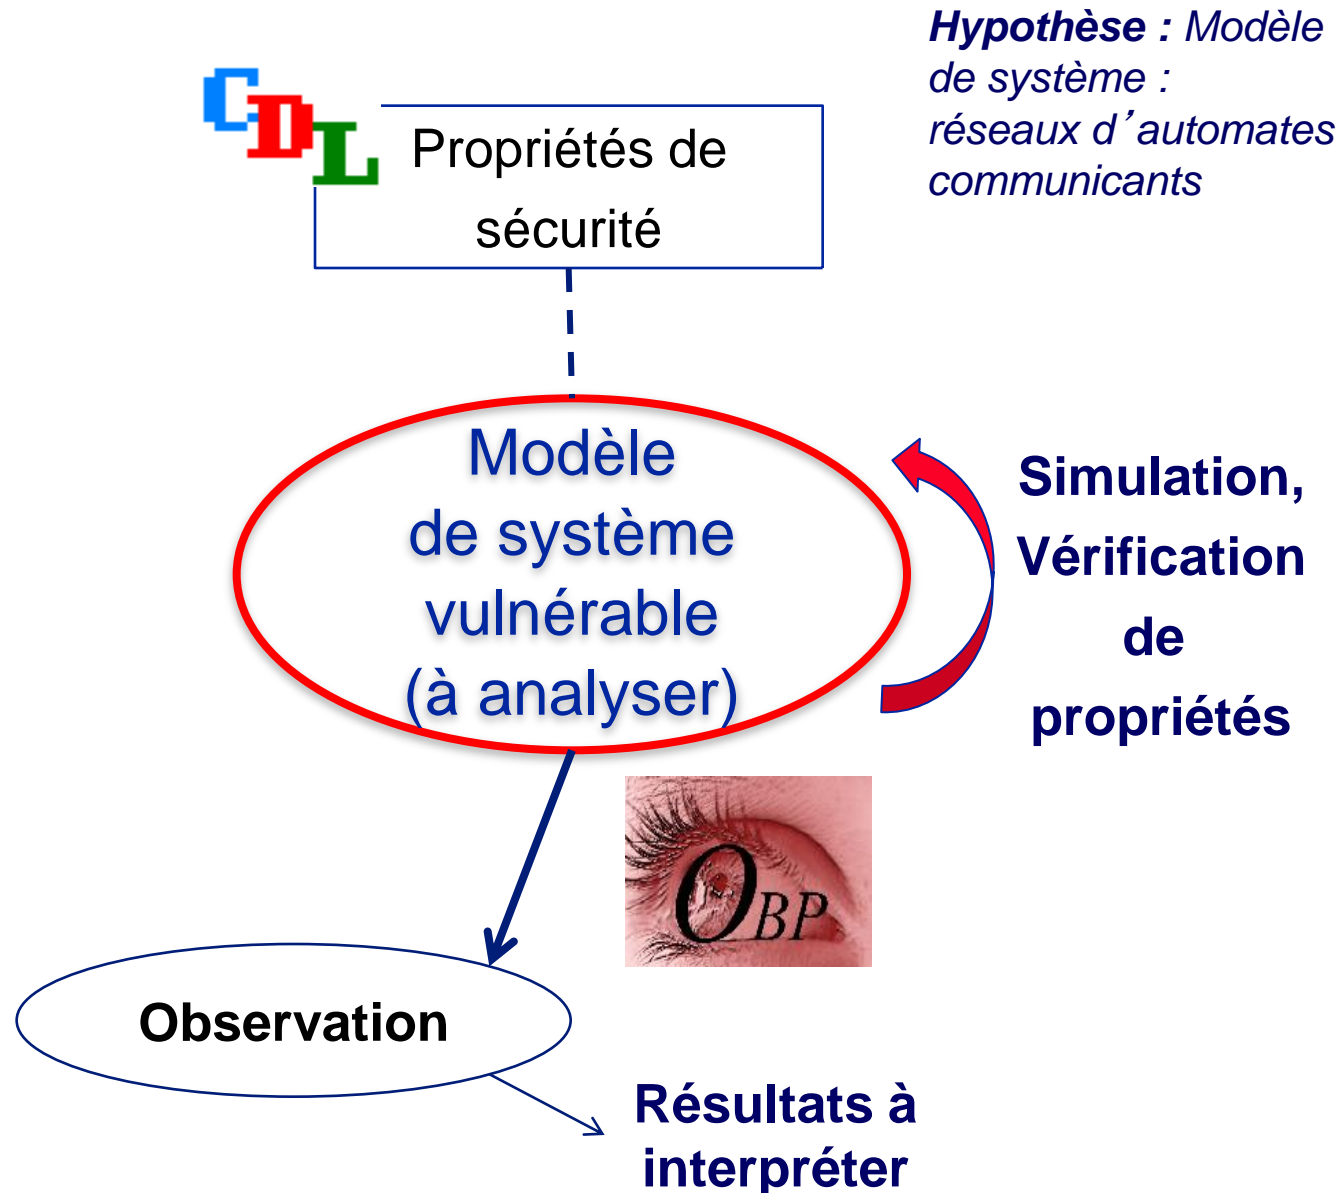 Hypothèse : Modèle
de système :
réseaux d’automates
communicants
CDL
Propriétés de
sécurité
Modèle
de système
vulnérable
(à analyser)
Simulation,
Vérification
de
propriétés
OBP
Observation
Résultats à
interpréter